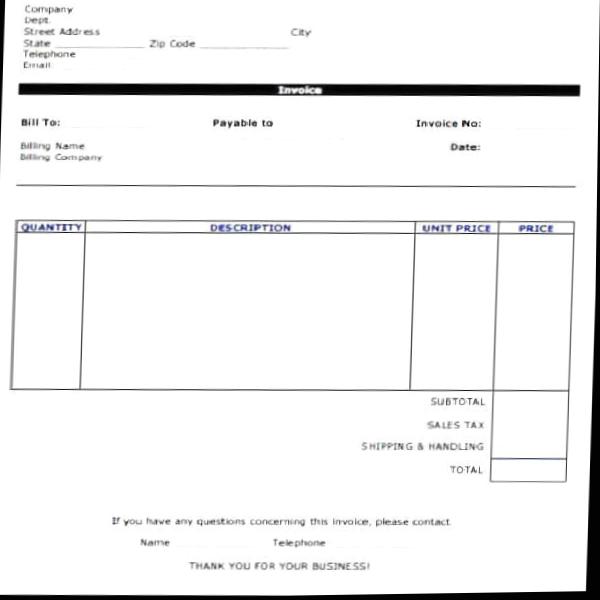 Company
Dept.
Street Address City
State Zip Code
Telephone
Email:
Invoice
Bill To: Payable to Invoice No:
Billing Name Date:
Billing Company
QUANTITY DESCRIPTION UNIT PRICE PRICE
SUBTOTAL
SALES TAX
SHIPPING & HANDLING
TOTAL
If you have any questions concerning this invoice, please contact
Name Telephone
THANK YOU FOR YOUR BUSINESS!